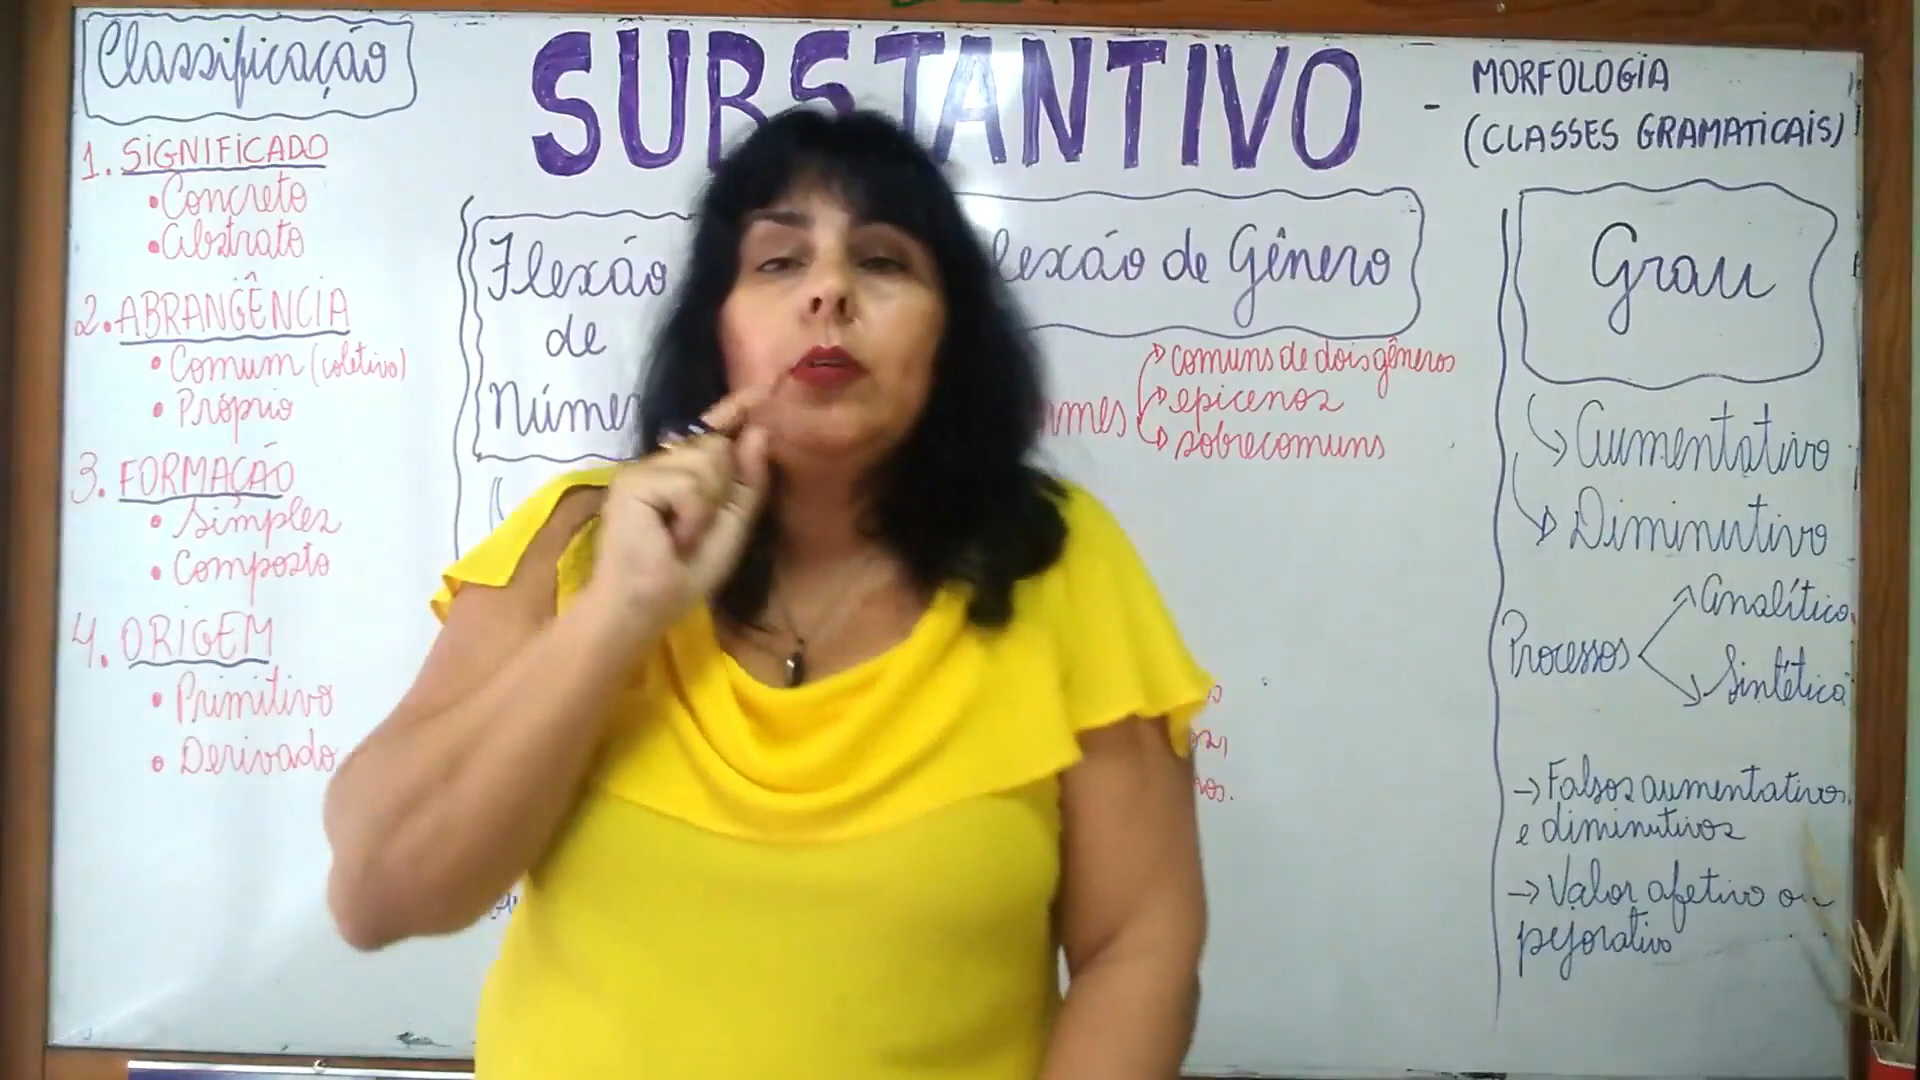 Classificação
1. SIGNIFICADO
• Concreto
• Abstrato
2. ABRANGÊNCIA
• Comum (coletivo)
• Próprio
3. FORMAÇÃO
• Simples
• Composto
4. ORIGEM
• Primitivo
• Derivado
SUBSTANTIVO
- MORFOLOGIA
(CLASSES GRAMATICAIS)
Flexão
de
Númer
lexão de Gênero
comuns de dois gêneros
epicenos
sobrecomuns
Grau
Aumentativo
Diminutivo
Processos
Analítico
Sintético
→ Falsos aumentativos
e diminutivos
→ Valor afetivo ou
pejorativo